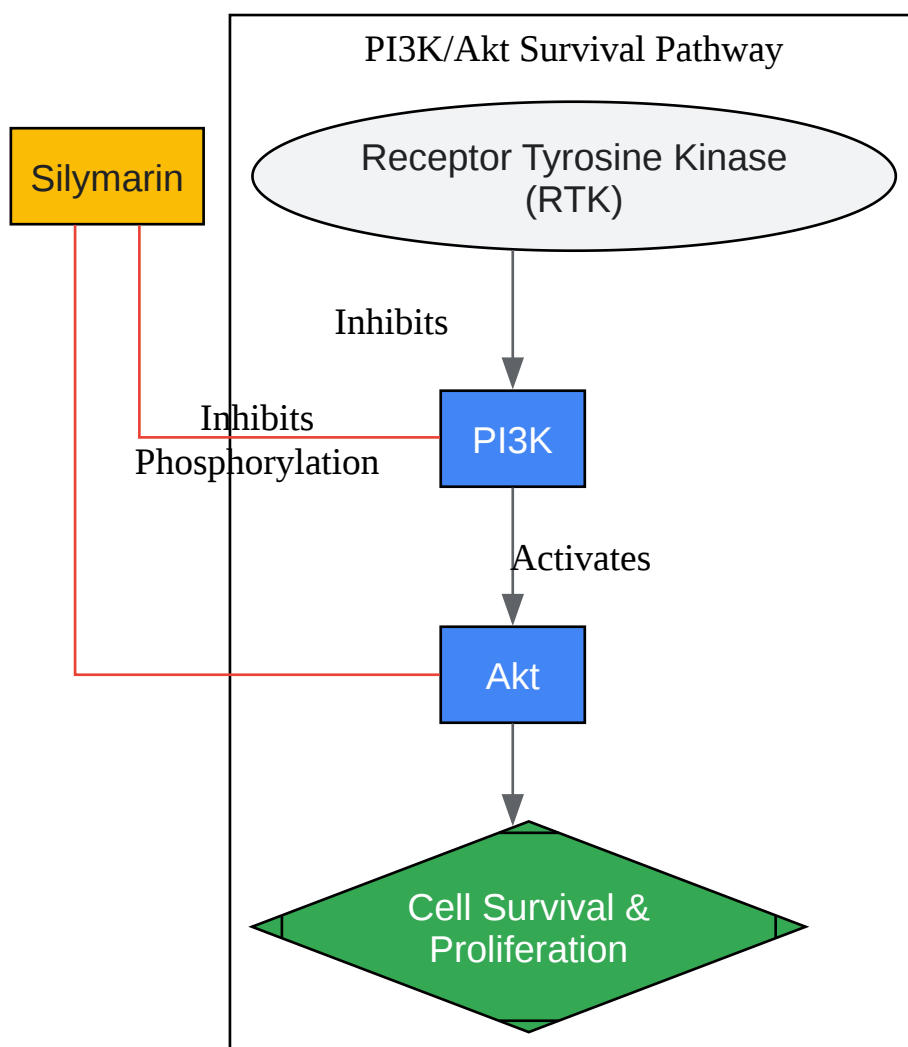 PI3K/Akt Survival Pathway
Silymarin
Receptor Tyrosine Kinase
(RTK)
Inhibits
Inhibits
Phosphorylation
PI3K
Activates
Akt
Cell Survival &
Proliferation